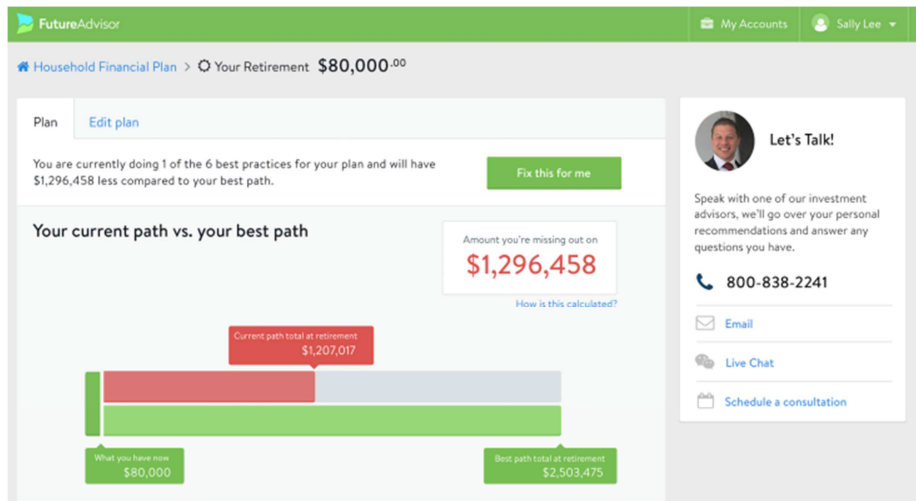 FutureAdvisor
My Accounts
Sally Lee
Household Financial Plan > Your Retirement $80,000.00
Plan
Edit plan
You are currently doing 1 of the 6 best practices for your plan and will have
$1,296,458 less compared to your best path.
Fix this for me
Your current path vs. your best path
Amount you're missing out on
$1,296,458
How is this calculated?
Current path total at retirement
$1,207,017
What you have now
$80,000
Best path total at retirement
$2,503,475
Let's Talk!
Speak with one of our investment
advisors, we'll go over your personal
recommendations and answer any
questions you have.
800-838-2241
Email
Live Chat
Schedule a consultation